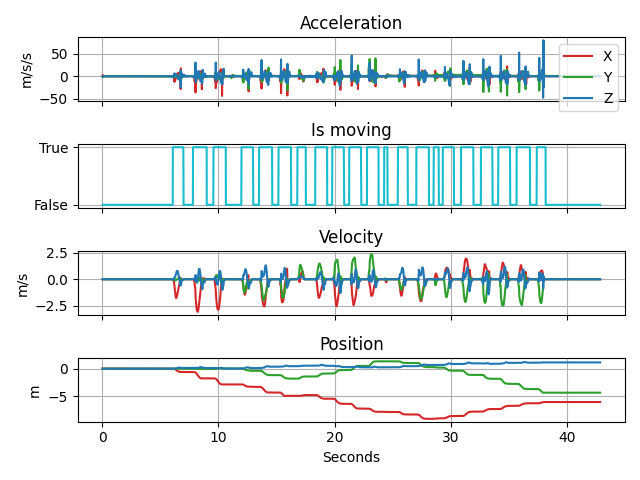 Acceleration
m/s/s
50
0
−50
X
Y
Z
Is moving
True
False
Velocity
m/s
2.5
0.0
−2.5
Position
m
0
−5
0 10 20 30 40
Seconds